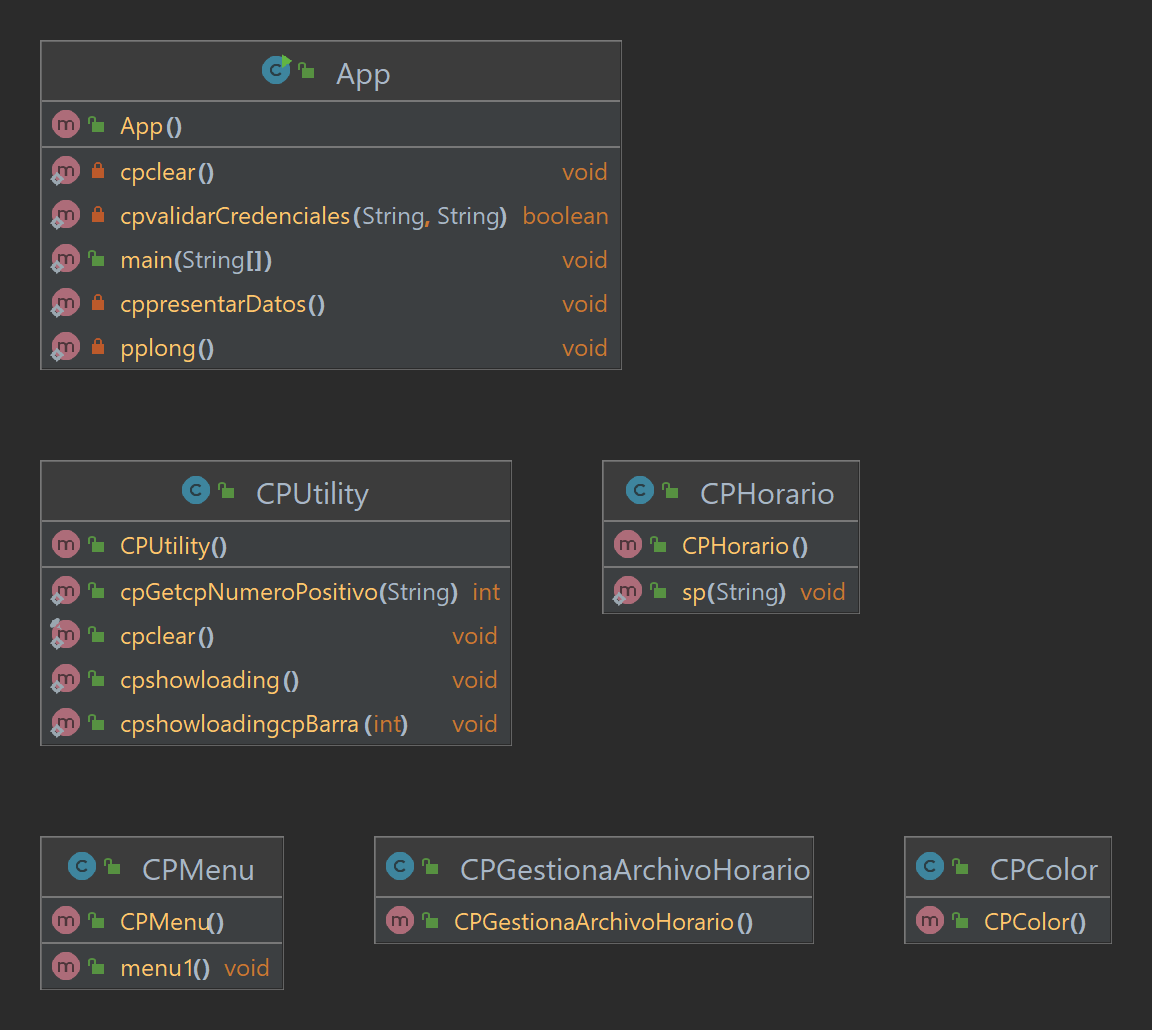 App
App()
cpclear() void
cpvalidarCredenciales(String, String) boolean
main(String[]) void
cppresentarDatos() void
pplong() void
CPUtility
CPUtility()
cpGetcpNumeroPositivo(String) int
cpclear() void
cpshowloading() void
cpshowloadingcpBarra(int) void
CPHorario
CPHorario()
sp(String) void
CPMenu
CPMenu()
menu1() void
CPGestionaArchivoHorario
CPGestionaArchivoHorario()
CPColor
CPColor()